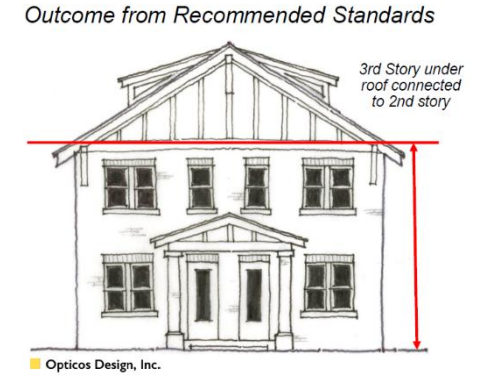 Outcome from Recommended Standards
3rd Story under
roof connected
to 2nd story
Opticos Design, Inc.